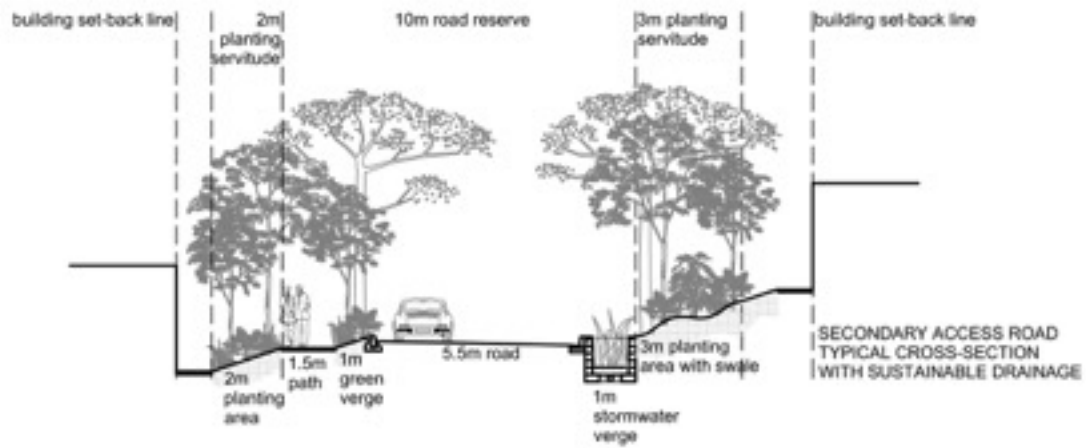 building set-back line
2m
planting
servitude
10m road reserve
3m planting
servitude
building set-back line
2m
planting
area
1.5m
path
1m
green
verge
5.5m road
1m
stormwater
verge
3m planting
area with swale
SECONDARY ACCESS ROAD
TYPICAL CROSS-SECTION
WITH SUSTAINABLE DRAINAGE